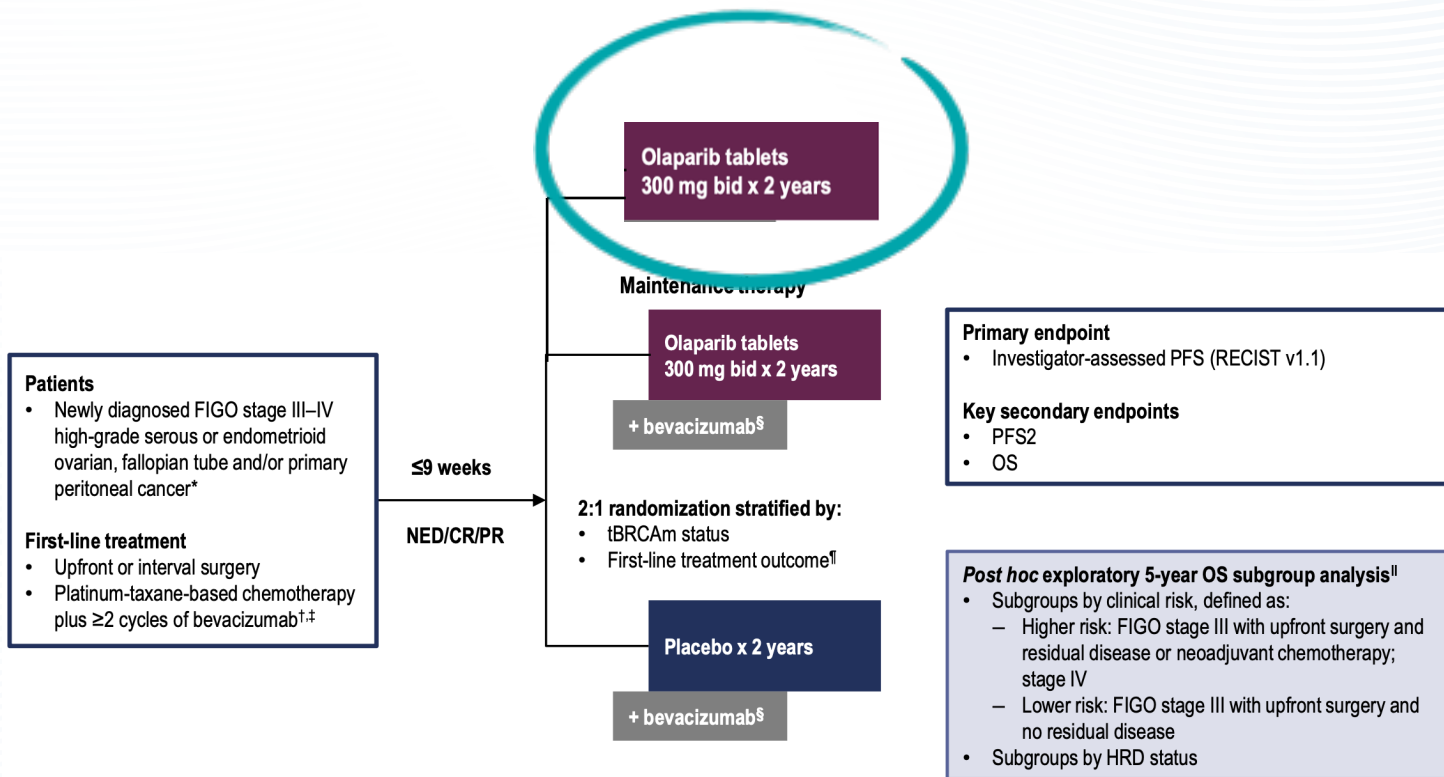 Olaparib tablets
300 mg bid x 2 years
Maintenance therapy
Olaparib tablets
300 mg bid x 2 years
+ bevacizumab§
Patients
• Newly diagnosed FIGO stage III–IV
high-grade serous or endometrioid
ovarian, fallopian tube and/or primary
peritoneal cancer*
First-line treatment
• Upfront or interval surgery
• Platinum-taxane-based chemotherapy
plus ≥2 cycles of bevacizumab†,‡
≤9 weeks
NED/CR/PR
2:1 randomization stratified by:
• tBRCAm status
• First-line treatment outcome¶
Placebo x 2 years
+ bevacizumab§
Primary endpoint
• Investigator-assessed PFS (RECIST v1.1)
Key secondary endpoints
• PFS2
• OS
Post hoc exploratory 5-year OS subgroup analysis||
• Subgroups by clinical risk, defined as:
– Higher risk: FIGO stage III with upfront surgery and
residual disease or neoadjuvant chemotherapy;
stage IV
– Lower risk: FIGO stage III with upfront surgery and
no residual disease
• Subgroups by HRD status